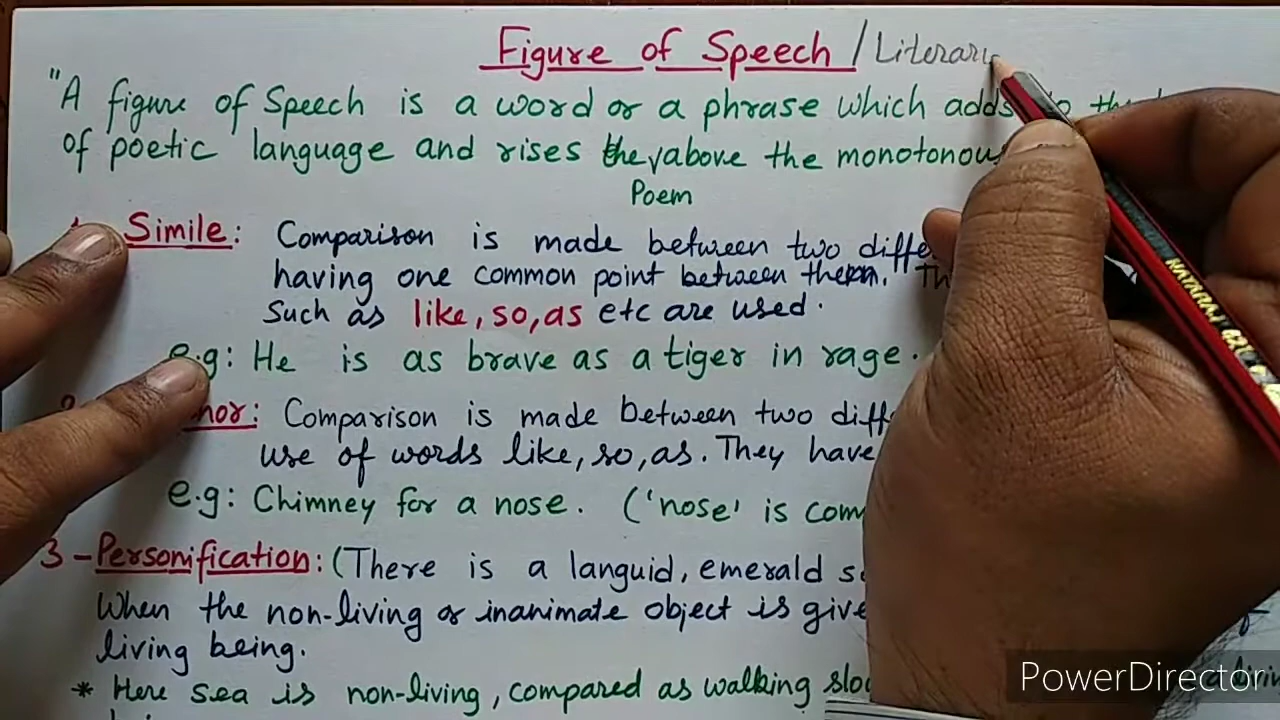 Figure of Speech / Literary
"A figure of Speech is a word or a phrase which adds to the
of poetic language and rises the above the monotonous
Poem
Simile: Comparison is made between two diffe
having one common point between them. Th
Such as like, so, as etc are used.
e.g: He is as brave as a tiger in rage.
hor: Comparison is made between two diff
use of words like, so, as. They have
e.g: Chimney for a nose. ('nose' is com
3 - Personification: (There is a languid, emerald s
When the non-living or inanimate object is give
living being.
* Here sea is non-living, compared as walking slo
PowerDirector